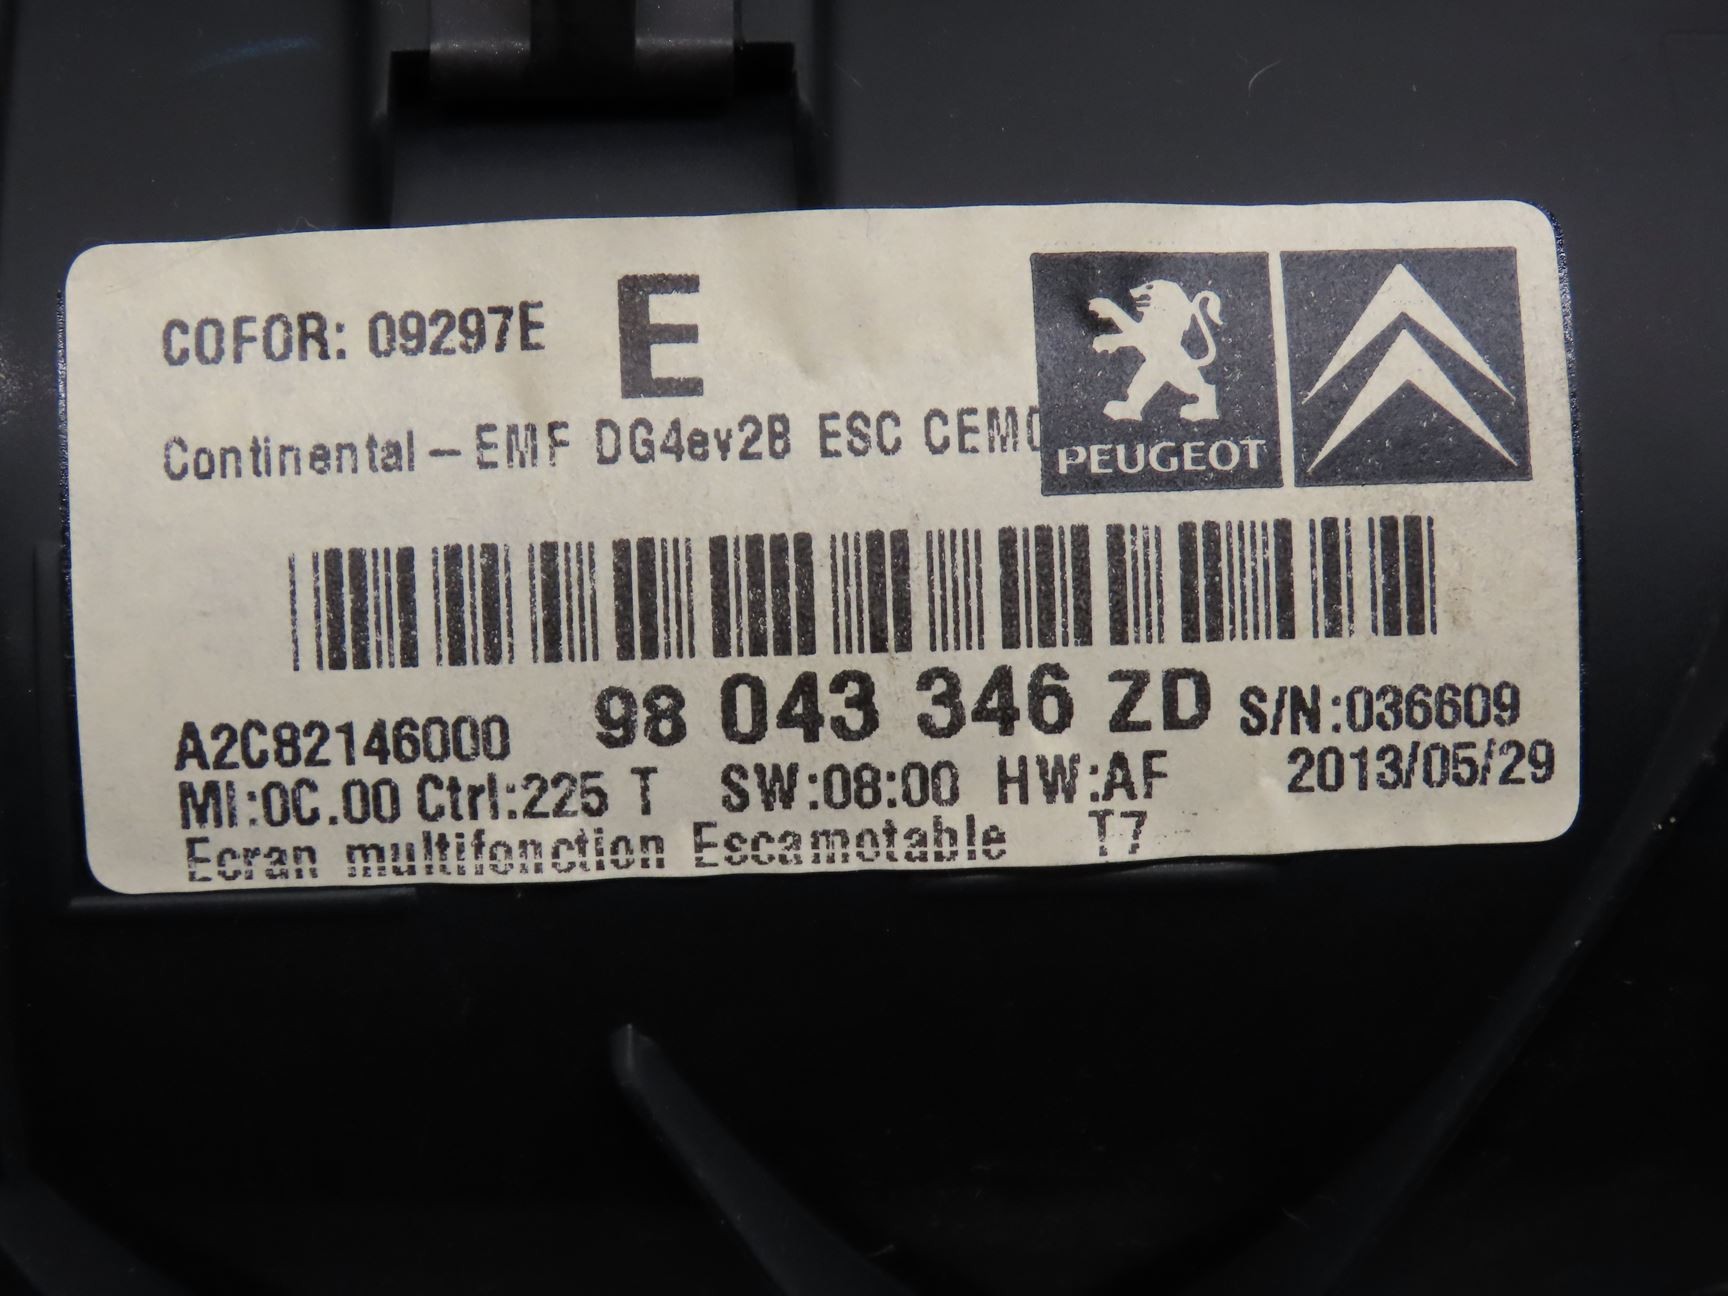 COFOR: 09297E E
Continental - EMF DG4ev2B ESC
PEUGEOT
98 043 346 ZD S/N:036609
A2C82146000
MI:0C.00 Ctrl:225 T SW:08:00 HW:AF 2013/05/29
Ecran multifonction Escamotable T7